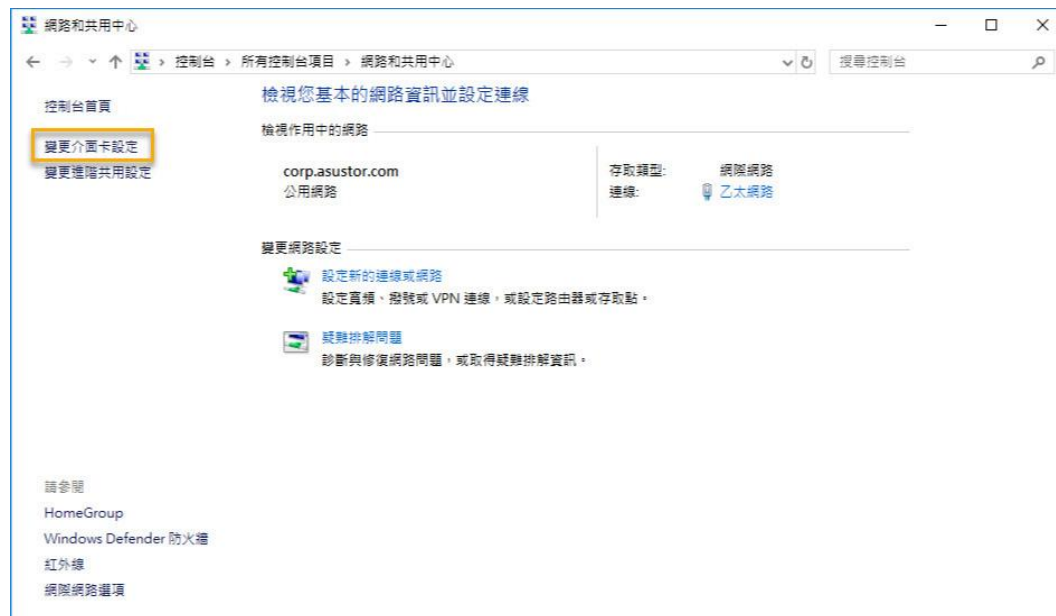 網路和共用中心
控制台 › 所有控制台項目 › 網路和共用中心
搜尋控制台
控制台首頁
變更介面卡設定
變更進階共用設定
檢視您基本的網路資訊並設定連線
檢視作用中的網路
corp.asustor.com
公用網路
存取類型: 網際網路
連線: 乙太網路
變更網路設定
設定新的連線或網路
設定寬頻、撥號或 VPN 連線，或設定路由器或存取點。
疑難排解問題
診斷與修復網路問題，或取得疑難排解資訊。
請參閱
HomeGroup
Windows Defender 防火牆
紅外線
網際網路選項